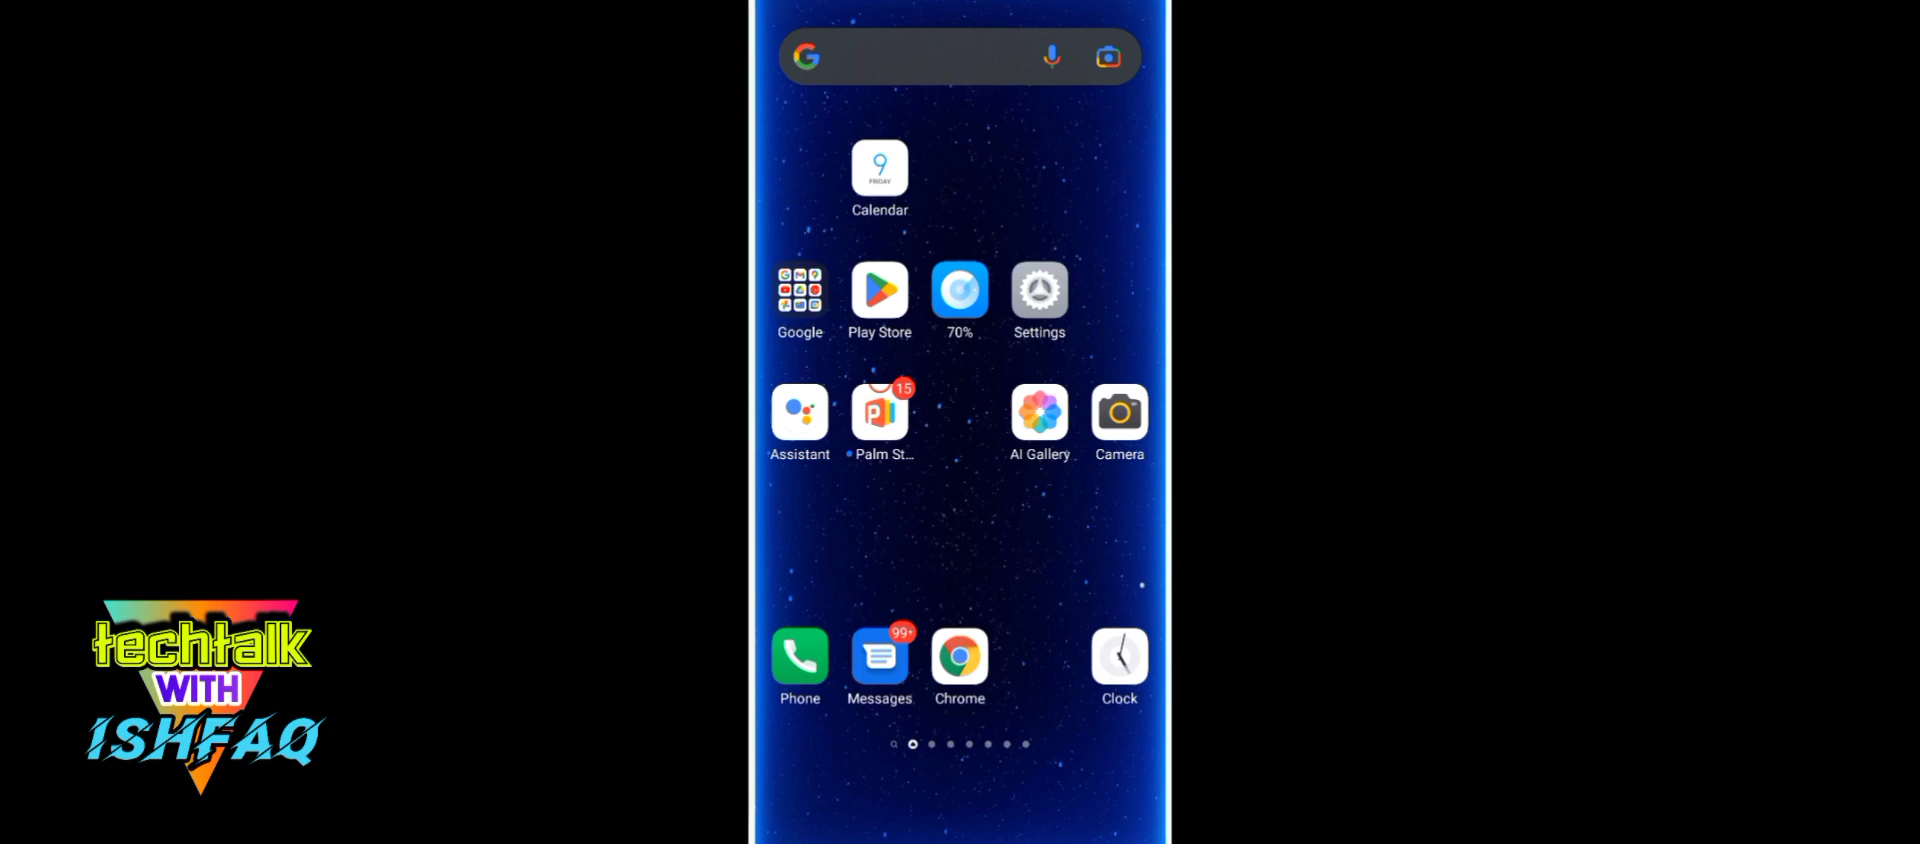 9
FRIDAY
Calendar
Google
Play Store
70%
Settings
15
Assistant
Palm St...
AI Gallery
Camera
99+
Phone
Messages
Chrome
Clock
techtalk
WITH
ISHFAQ